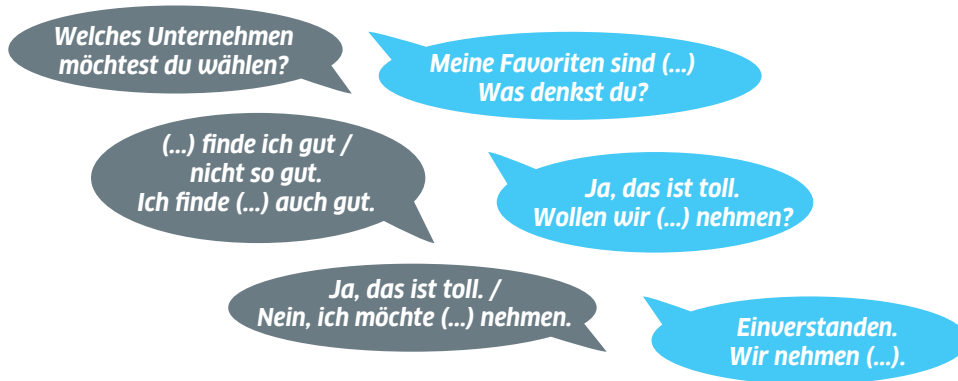 Welches Unternehmen
möchtest du wählen?
Meine Favoriten sind (...)
Was denkst du?
(...) finde ich gut /
nicht so gut.
Ich finde (...) auch gut.
Ja, das ist toll.
Wollen wir (...) nehmen?
Ja, das ist toll. /
Nein, ich möchte (...) nehmen.
Einverstanden.
Wir nehmen (...).